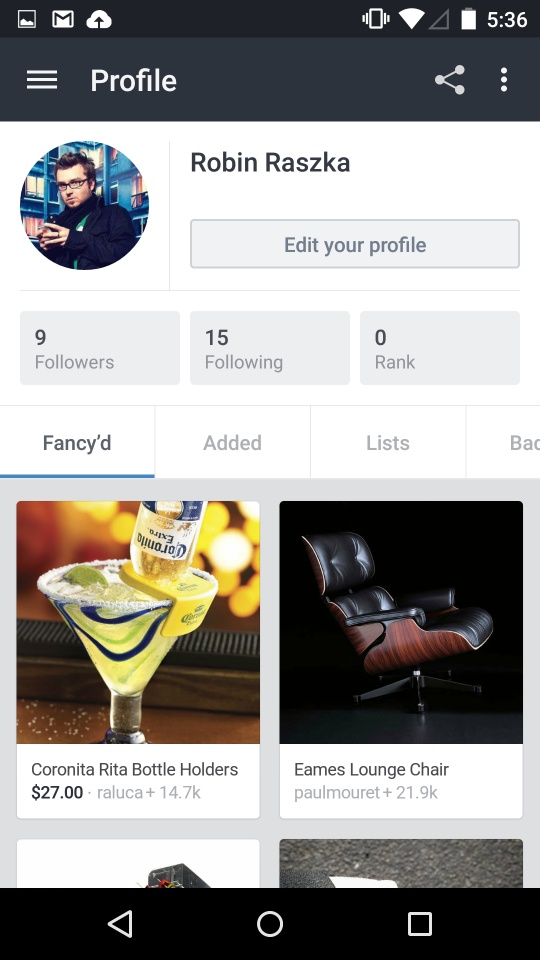 5:36
Profile
Robin Raszka
Edit your profile
9
Followers
15
Following
0
Rank
Fancy'd
Added
Lists
Bac
Coronita
Extra
Coronita Rita Bottle Holders
$27.00 · raluca + 14.7k
Eames Lounge Chair
paulmouret + 21.9k